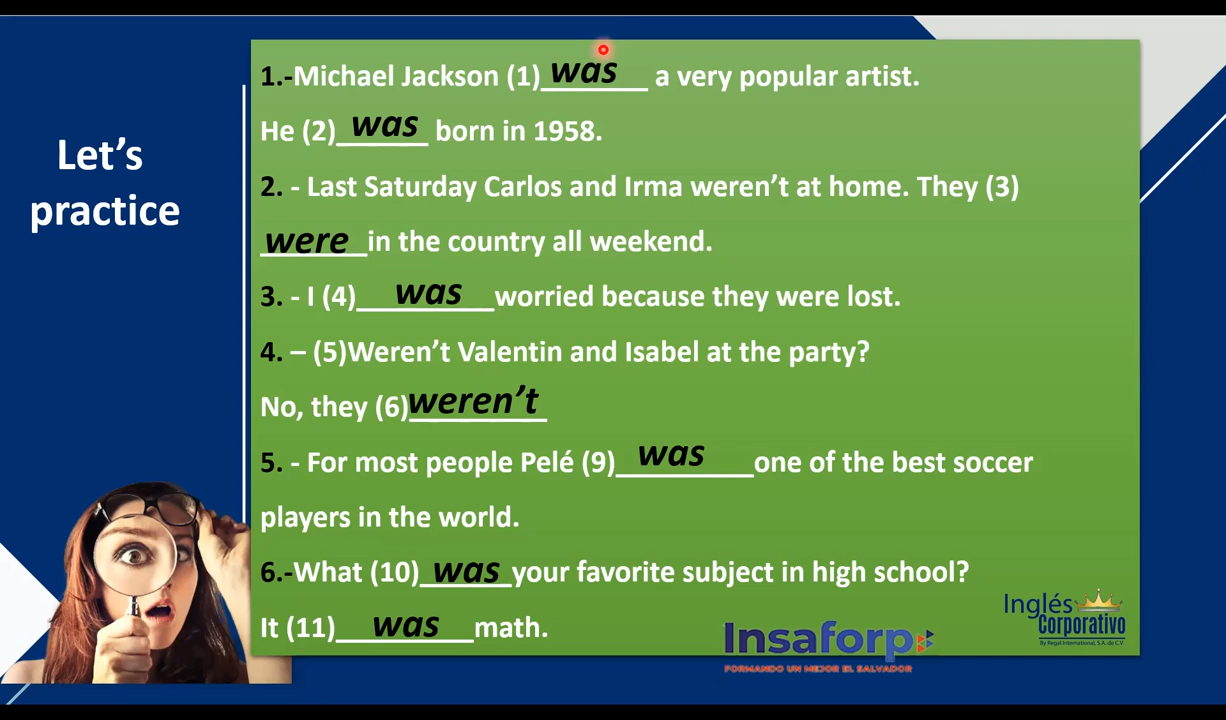 Let's
practice
1.-Michael Jackson (1)was a very popular artist.
He (2)was born in 1958.
2. - Last Saturday Carlos and Irma weren't at home. They (3)
were in the country all weekend.
3. - I (4) was worried because they were lost.
4. – (5)Weren't Valentin and Isabel at the party?
No, they (6)weren't
5. - For most people Pelé (9) was one of the best soccer
players in the world.
6.-What (10) was your favorite subject in high school?
It (11) was math.
Insaforp
FORMANDO UN MEJOR EL SALVADOR
Inglés
Corporativo
By Regal International, S.A. de C.V.